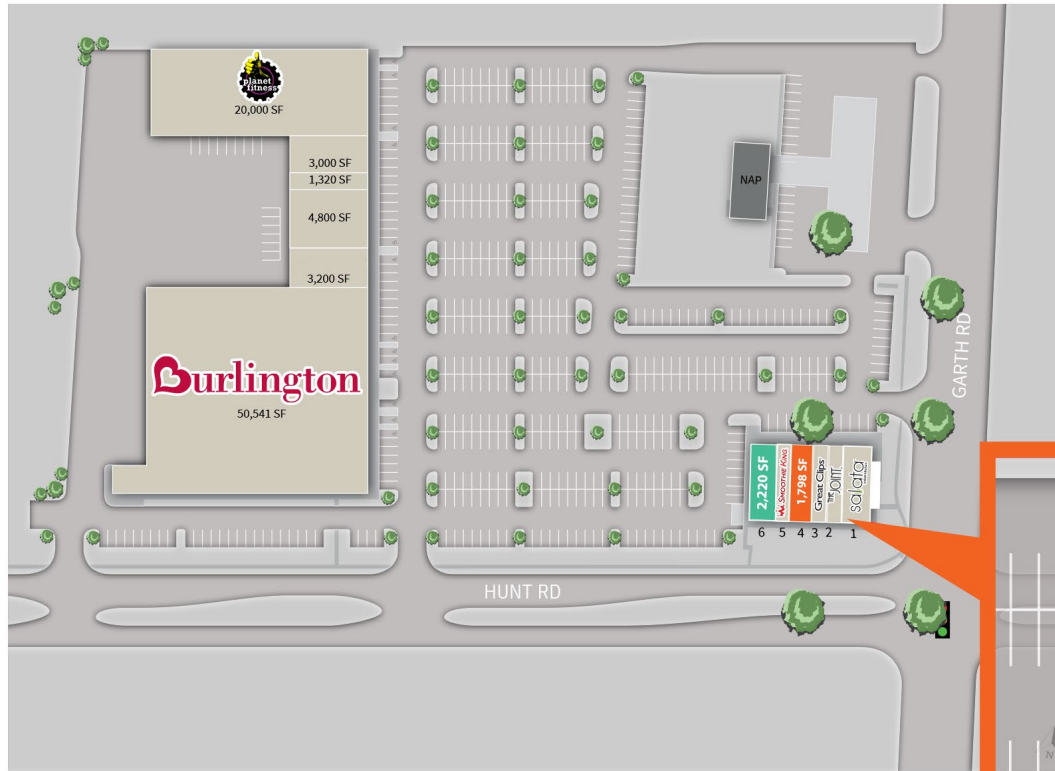 planet
fitness
20,000 SF
3,000 SF
1,320 SF
4,800 SF
3,200 SF
Burlington
50,541 SF
NAP
GARTH RD
2,220 SF
SMOOTHIE KING
1,798 SF
Great Clips
THE JOINT
salata
6 5 4 3 2 1
HUNT RD
N